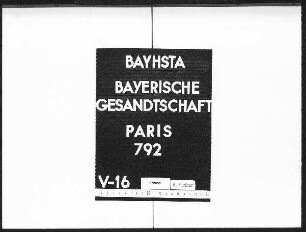 BAYHSTA
BAYERISCHE
GESANDTSCHAFT
PARIS
792
V-16